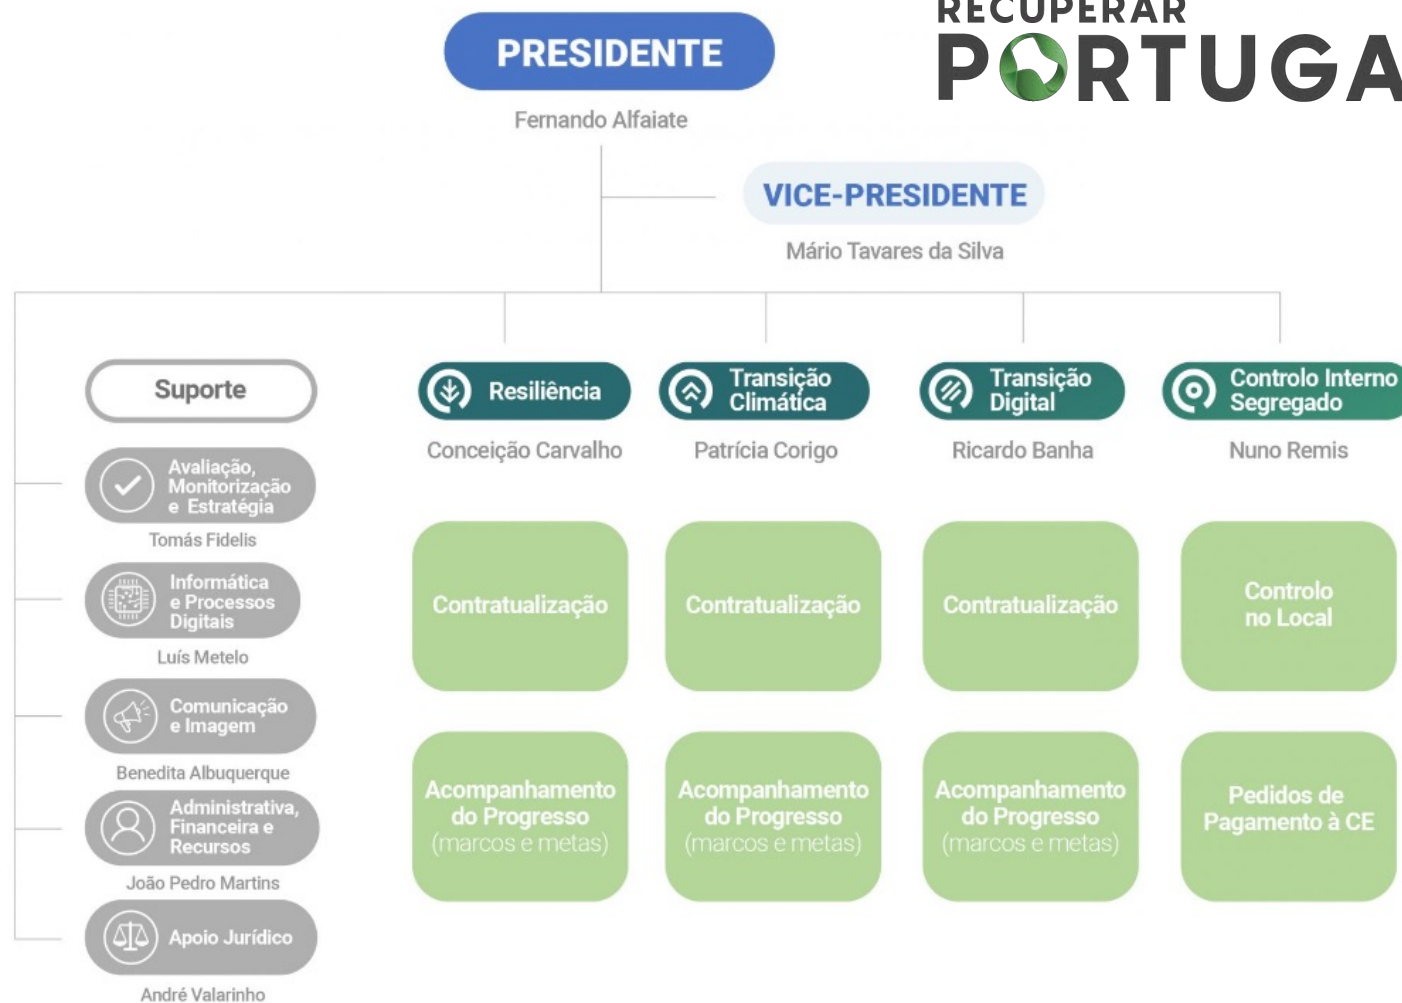 RECUPERAR
PORTUGA
PRESIDENTE
Fernando Alfaiate
VICE-PRESIDENTE
Mário Tavares da Silva
Suporte
Avaliação,
Monitorização
e Estratégia
Tomás Fidelis
Informática
e Processos
Digitais
Luís Metelo
Comunicação
e Imagem
Benedita Albuquerque
Administrativa,
Financeira e
Recursos
João Pedro Martins
Apoio Jurídico
André Valarinho
Resiliência
Conceição Carvalho
Contratualização
Acompanhamento
do Progresso
(marcos e metas)
Transição
Climática
Patrícia Corigo
Contratualização
Acompanhamento
do Progresso
(marcos e metas)
Transição
Digital
Ricardo Banha
Contratualização
Acompanhamento
do Progresso
(marcos e metas)
Controlo Interno
Segregado
Nuno Remis
Controlo
no Local
Pedidos de
Pagamento à CE